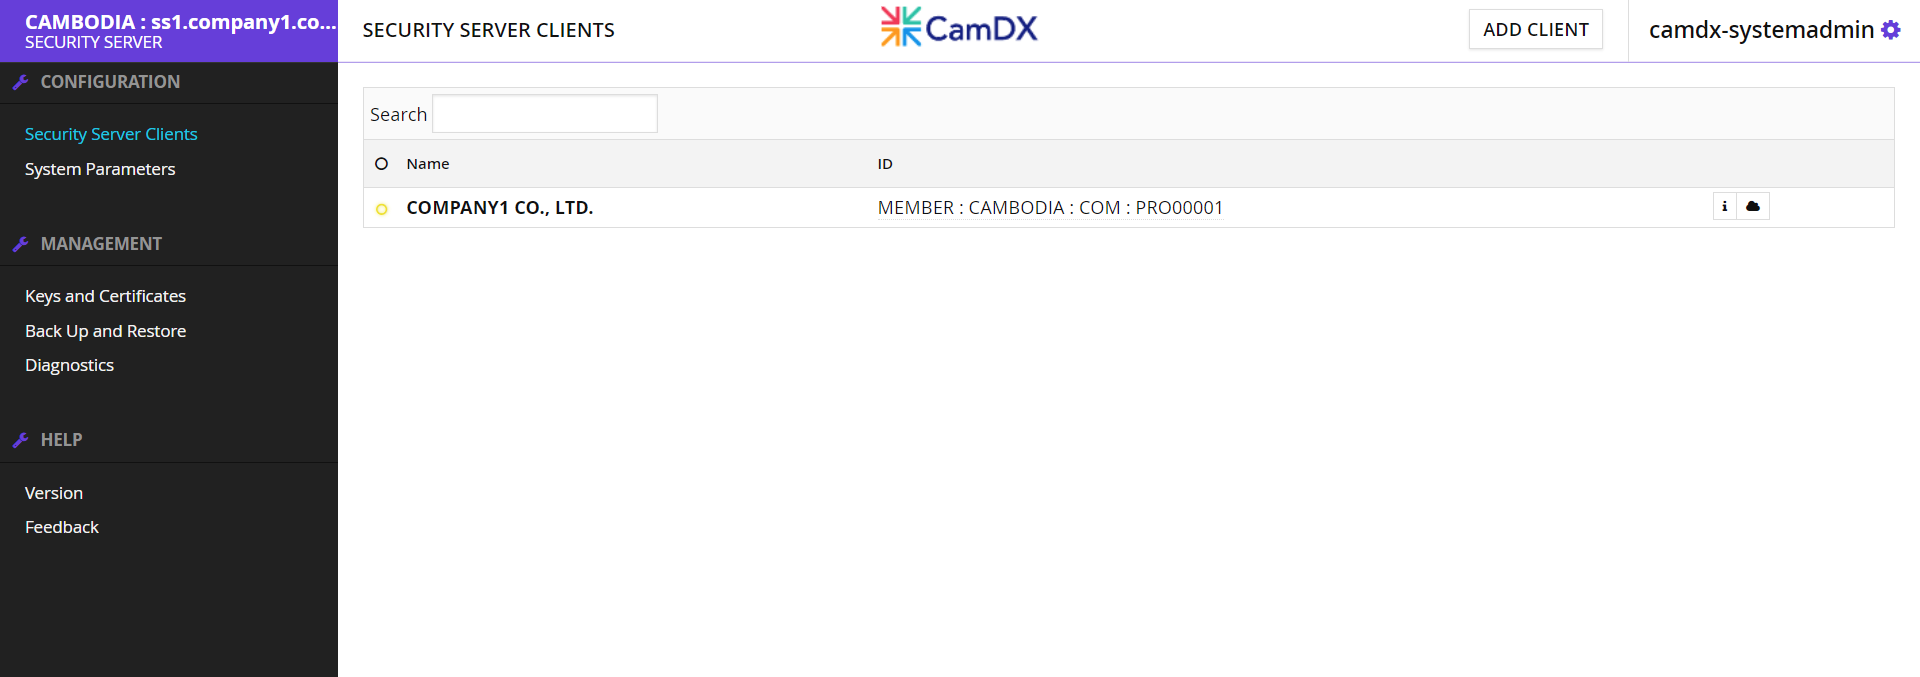 CAMBODIA : ss1.company1.co...
SECURITY SERVER
SECURITY SERVER CLIENTS
CamDX
ADD CLIENT
camdx-systemadmin
CONFIGURATION
Security Server Clients
System Parameters
MANAGEMENT
Keys and Certificates
Back Up and Restore
Diagnostics
HELP
Version
Feedback
Search
Name ID
COMPANY1 CO., LTD. MEMBER : CAMBODIA : COM : PRO00001